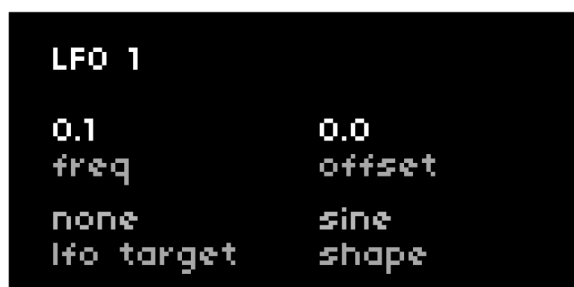 LFO 1
0.1 0.0
freq offset
none sine
lfo target shape